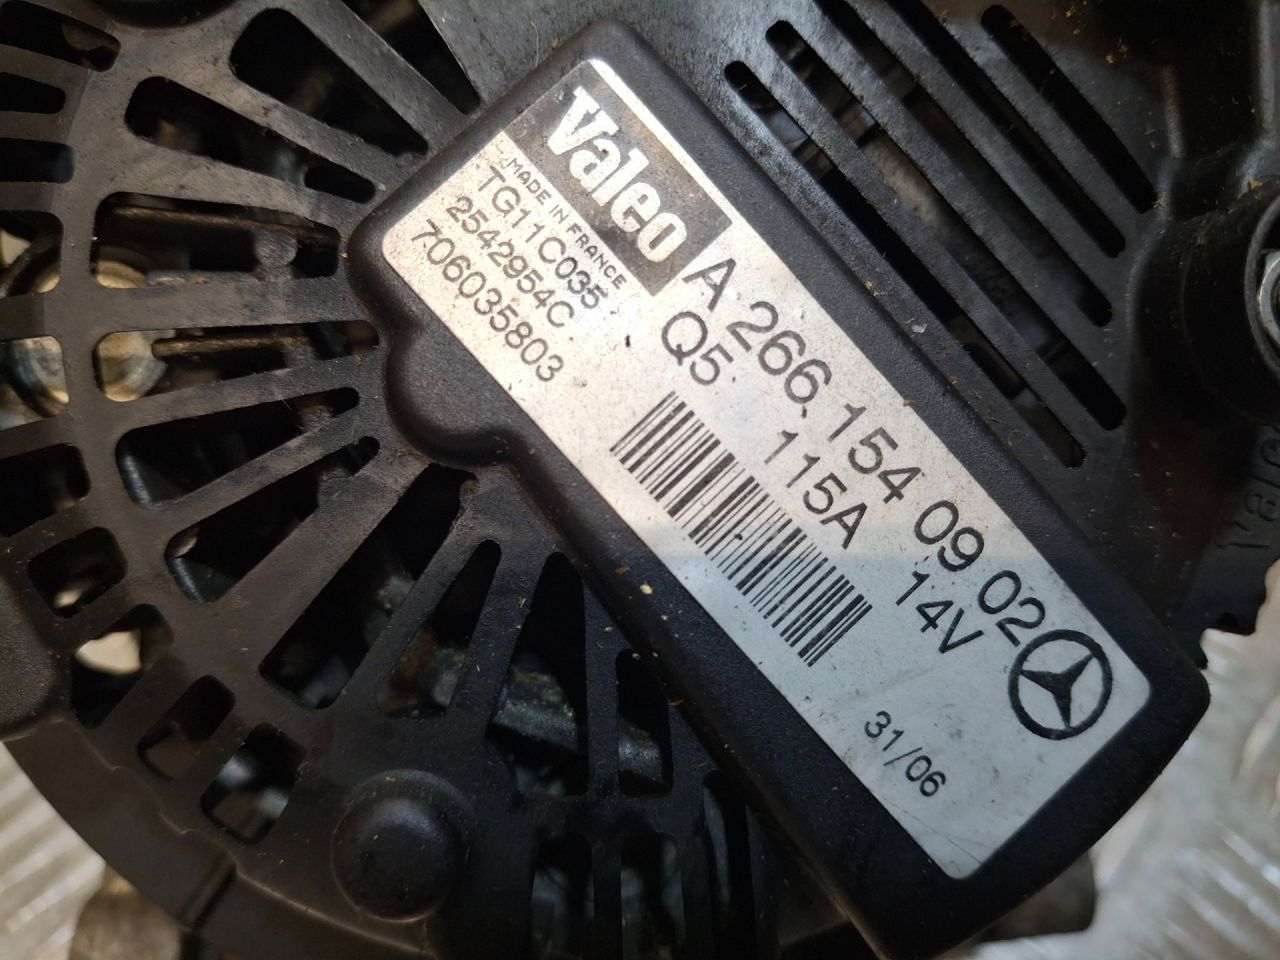 Valeo
MADE IN FRANCE
TG11C035
2542954C
706035803
A 266 154 09 02
Q5 115A 14V
31/06